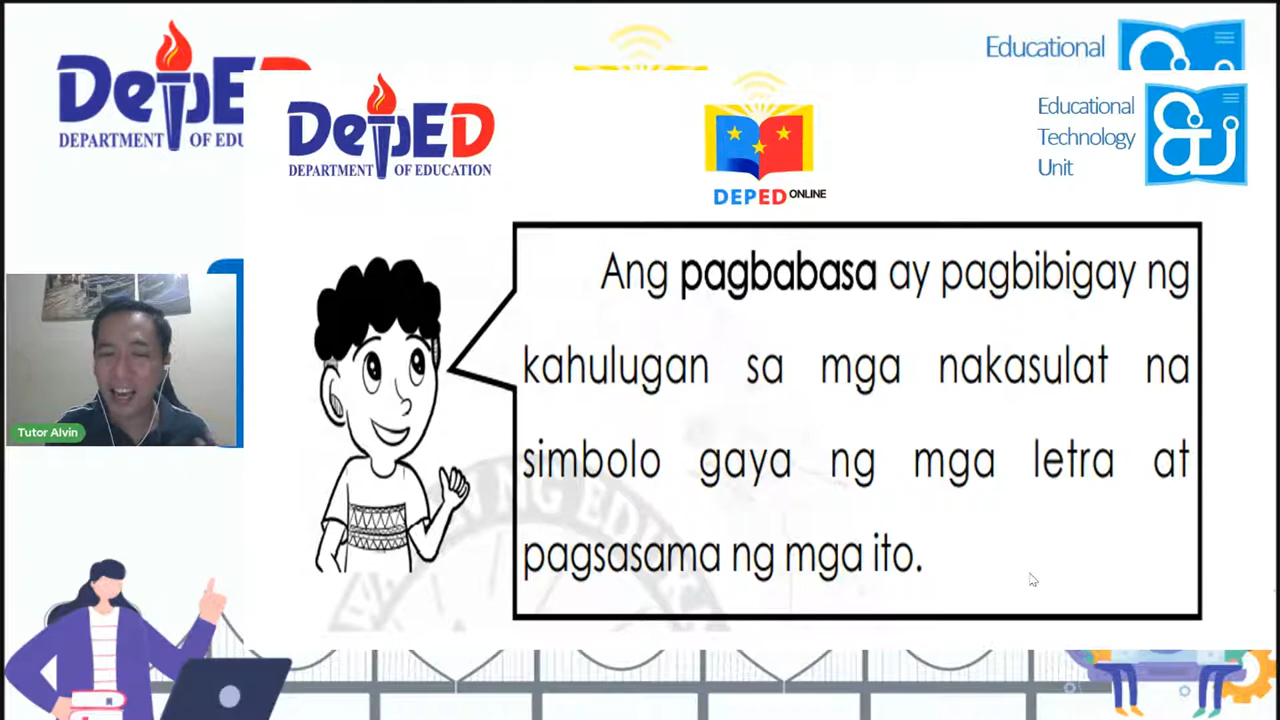 DepED
DEPARTMENT OF EDU
Educational
DepED
DEPARTMENT OF EDUCATION
DEPED ONLINE
Educational
Technology
Unit
Ang pagbabasa ay pagbibigay ng
kahulugan sa mga nakasulat na
simbolo gaya ng mga letra at
pagsasama ng mga ito.
Tutor Alvin